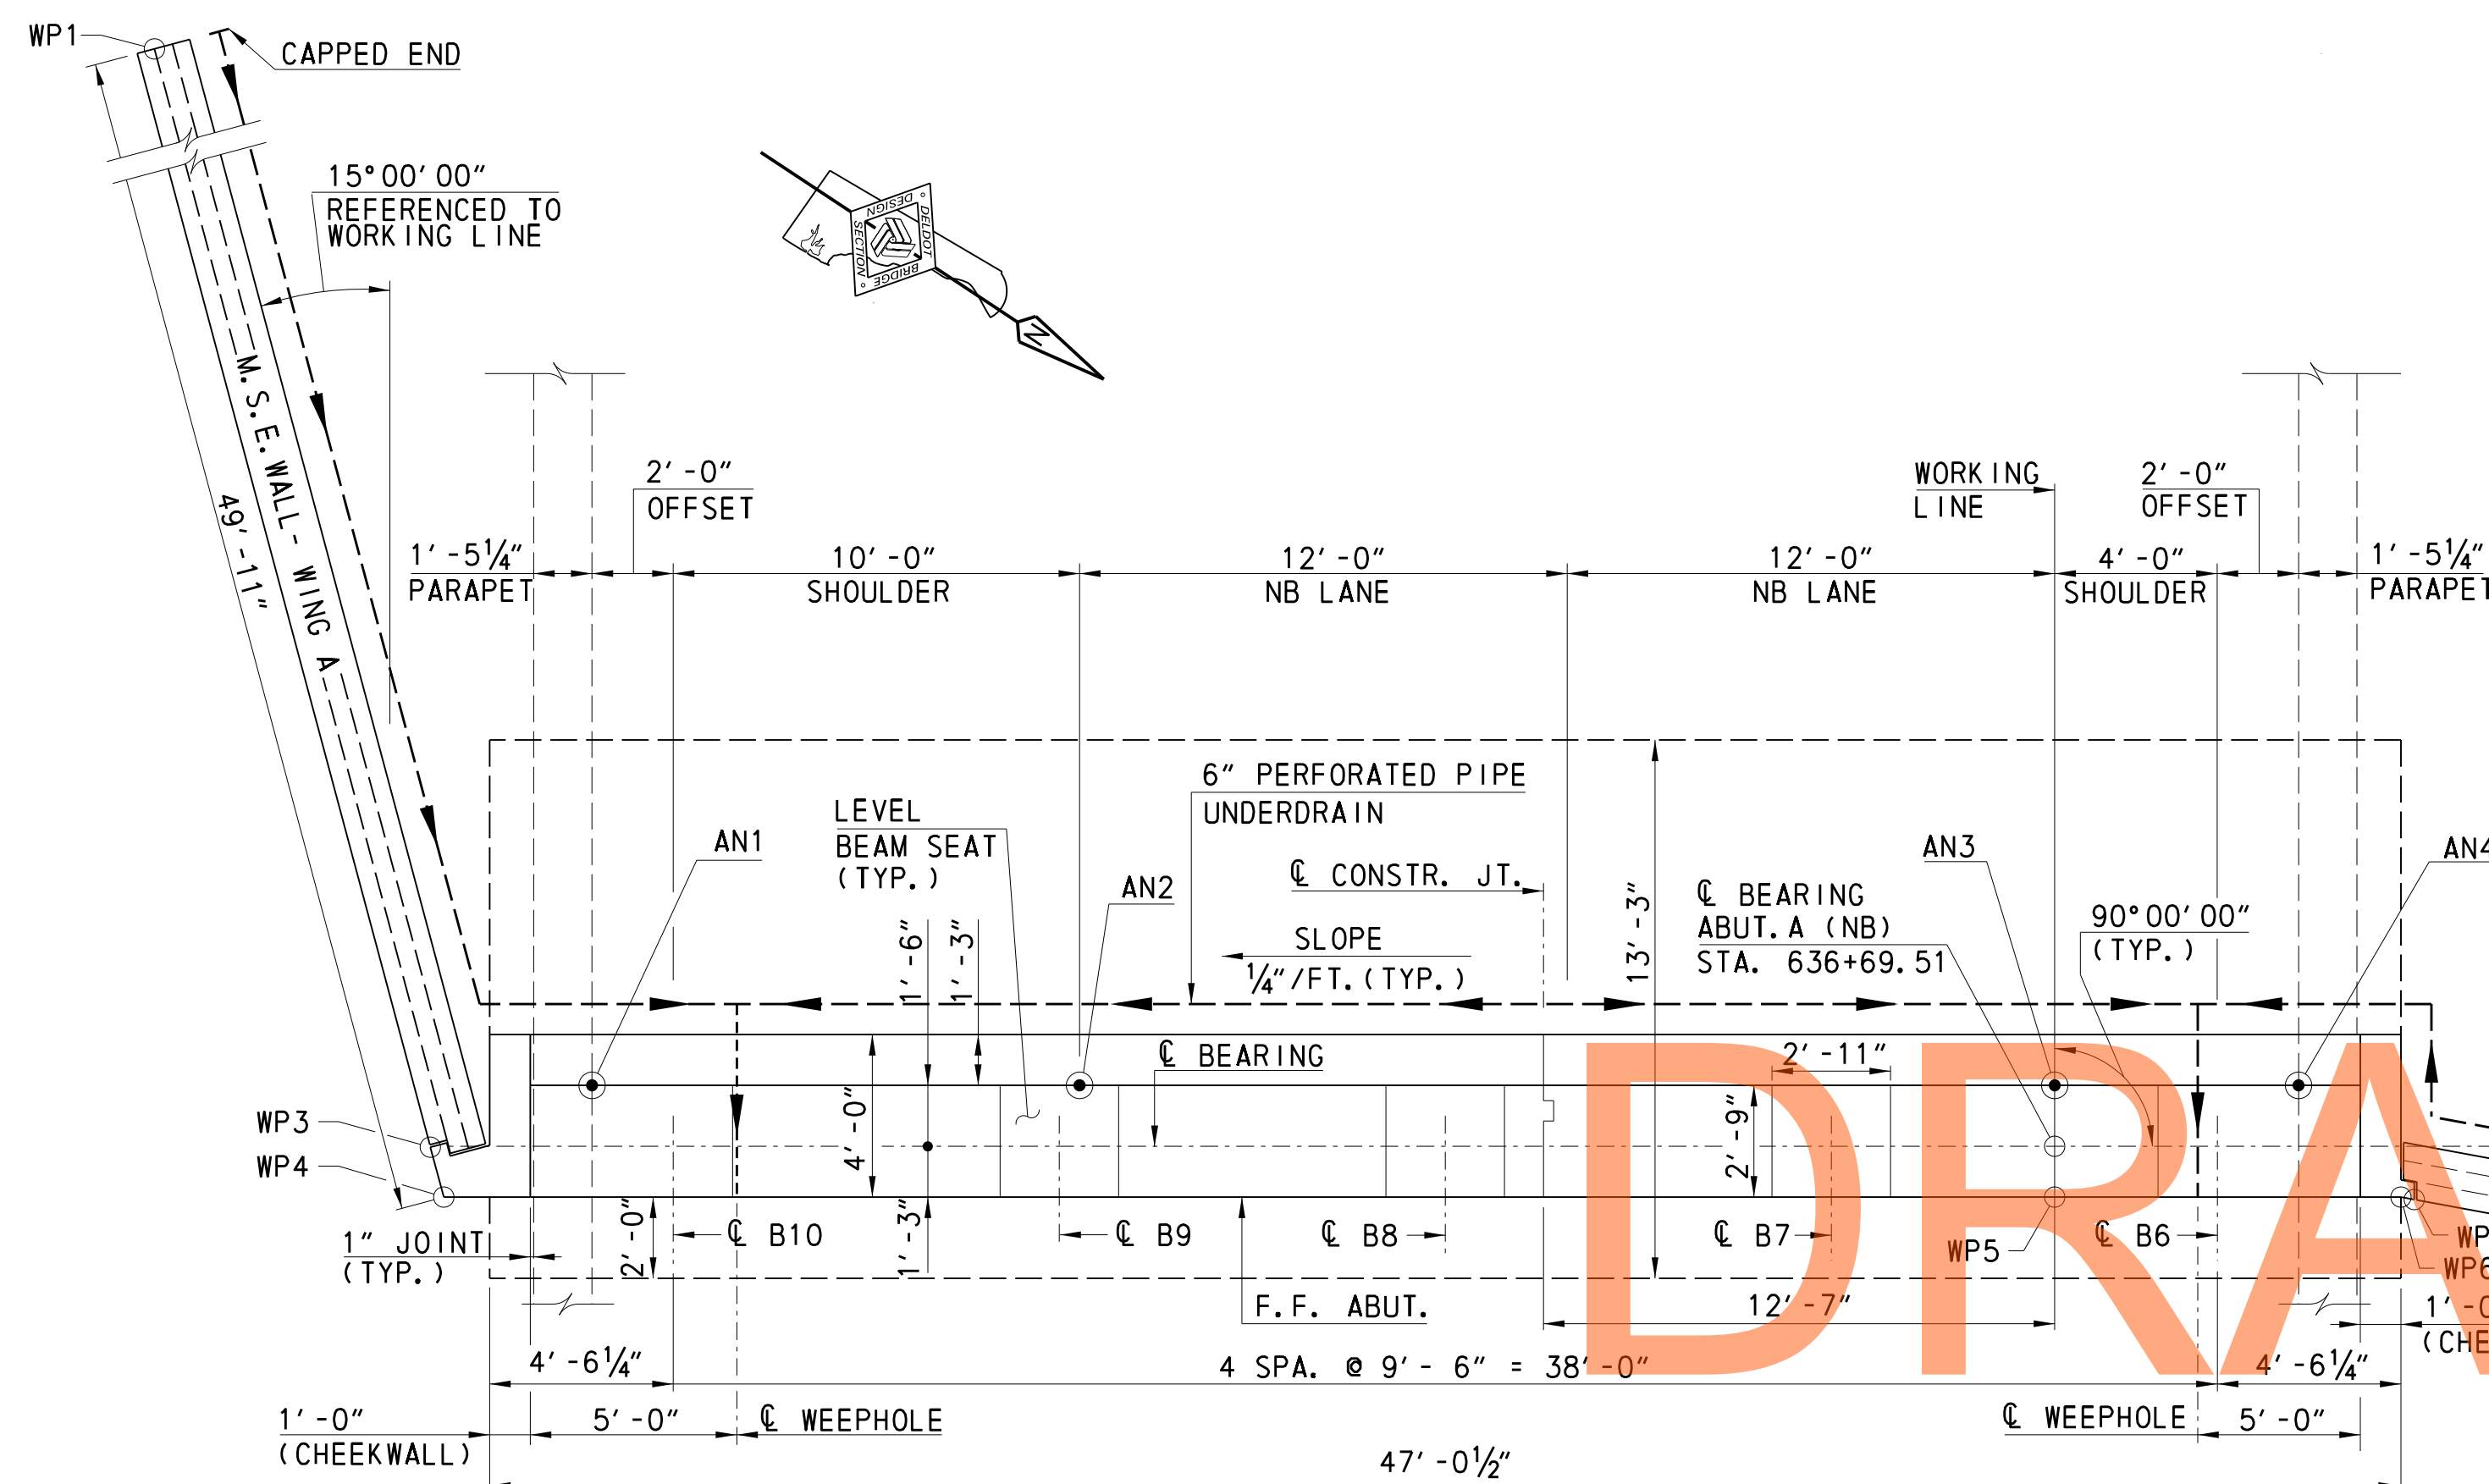 WP1
CAPPED END
15°00'00"
REFERENCED TO
WORKING LINE
DELDOT
BRIDGE
DESIGN
SECTION
N
M.S.E. WALL - WING A
49'-11"
2'-0"
OFFSET
WORKING
LINE
2'-0"
OFFSET
1'-5¼"
PARAPET
10'-0"
SHOULDER
12'-0"
NB LANE
12'-0"
NB LANE
4'-0"
SHOULDER
1'-5¼"
PARAPET
6" PERFORATED PIPE
UNDERDRAIN
LEVEL
BEAM SEAT
(TYP.)
AN1
AN2
AN3
AN4
℄ CONSTR. JT.
℄ BEARING
ABUT. A (NB)
STA. 636+69.51
90°00'00"
(TYP.)
SLOPE
¼"/FT. (TYP.)
1'-6"
1'-3"
13'-3"
℄ BEARING
2'-11"
4'-0"
2'-9"
WP3
WP4
1" JOINT
(TYP.)
2'-0"
℄ B10
1'-3"
℄ B9
℄ B8
℄ B7
WP5
℄ B6
WP
WP6
F.F. ABUT.
12'-7"
1'-0
(CHE
4'-6¼"
4 SPA. @ 9'- 6" = 38'-0"
4'-6¼"
1'-0"
(CHEEKWALL)
5'-0"
℄ WEEPHOLE
℄ WEEPHOLE
5'-0"
47'-0½"
DRA